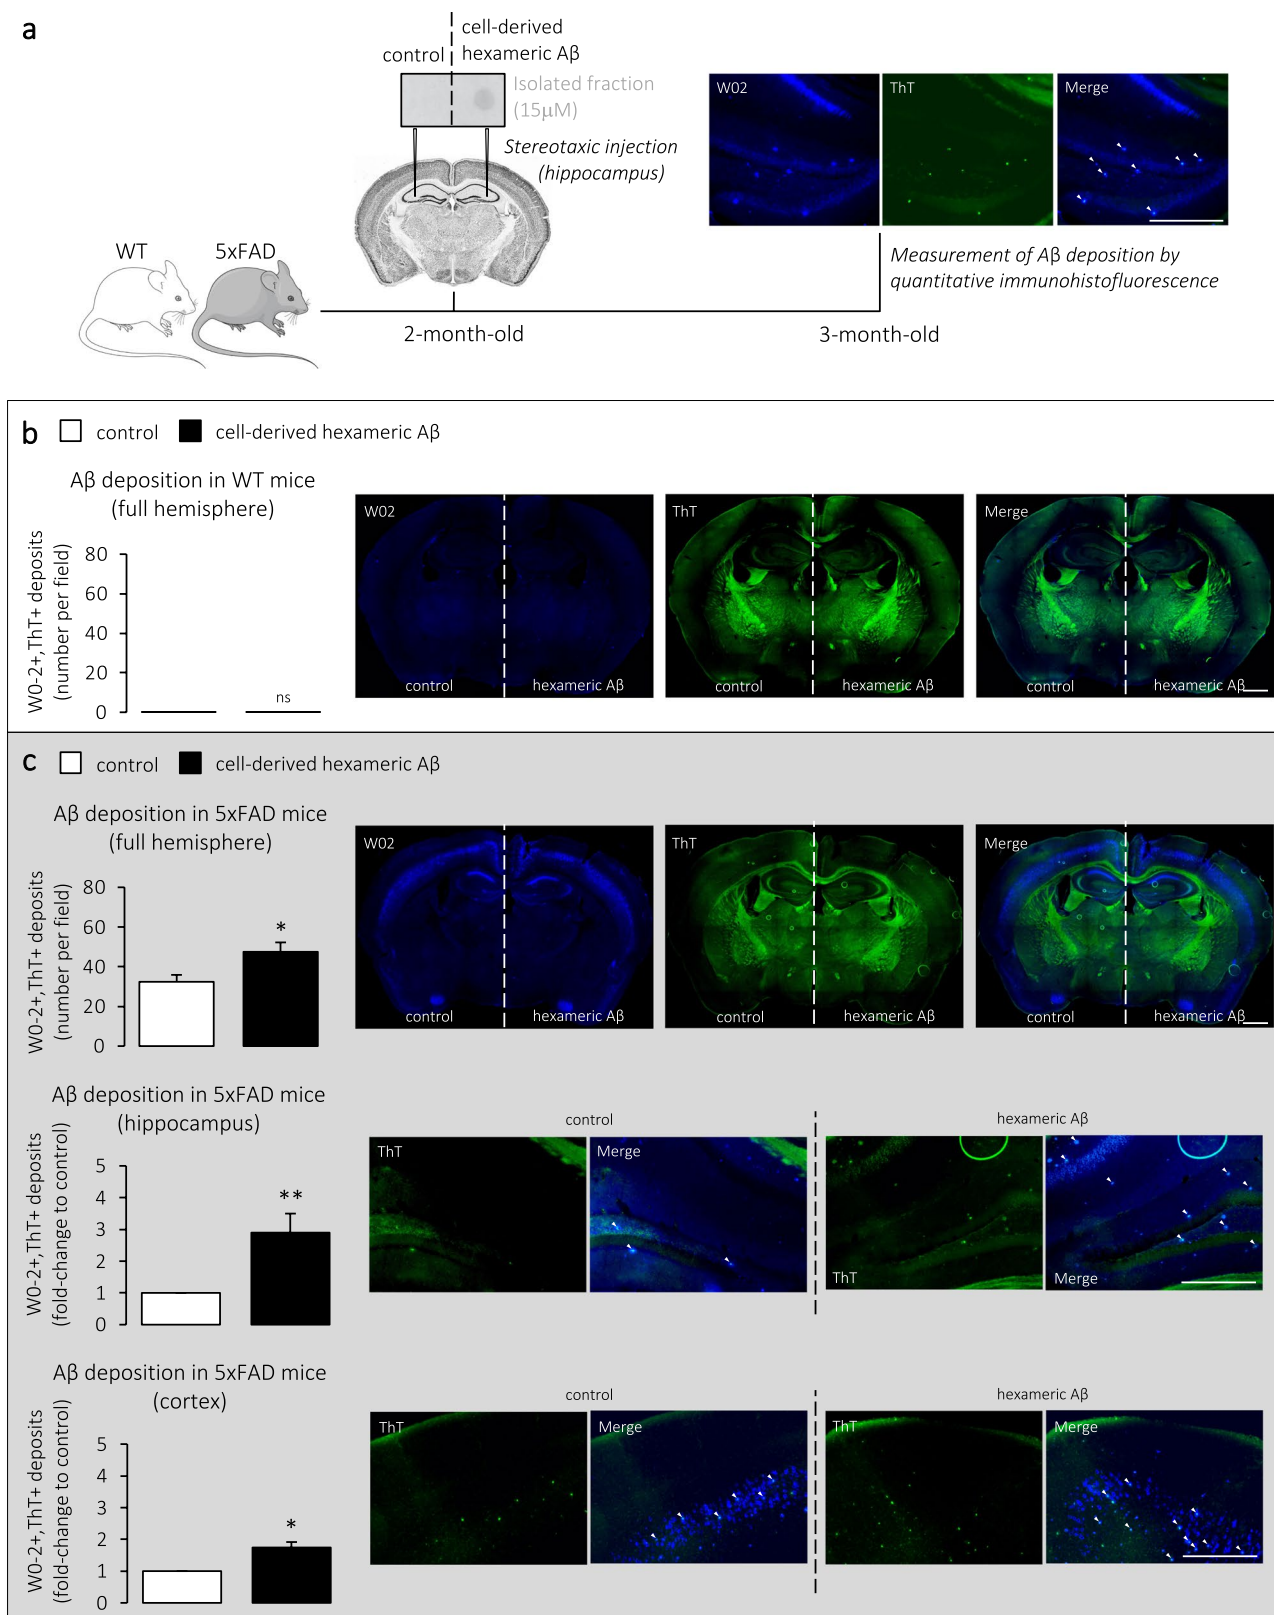 a
control
cell-derived
hexameric Aβ
Isolated fraction
(15μM)
Stereotaxic injection
(hippocampus)
W02
ThT
Merge
WT
5xFAD
Measurement of Aβ deposition by
quantitative immunohistofluorescence
2-month-old
3-month-old
b
control
cell-derived hexameric Aβ
Aβ deposition in WT mice
(full hemisphere)
W0-2+,ThT+ deposits
(number per field)
80
60
40
20
0
ns
W02
control
hexameric Aβ
ThT
control
hexameric Aβ
Merge
control
hexameric Aβ
c
control
cell-derived hexameric Aβ
Aβ deposition in 5xFAD mice
(full hemisphere)
W0-2+,ThT+ deposits
(number per field)
80
60
40
20
0
*
W02
control
hexameric Aβ
ThT
control
hexameric Aβ
Merge
control
hexameric Aβ
Aβ deposition in 5xFAD mice
(hippocampus)
W0-2+,ThT+ deposits
(fold-change to control)
5
4
3
2
1
0
**
control
hexameric Aβ
ThT
Merge
ThT
Merge
Aβ deposition in 5xFAD mice
(cortex)
W0-2+,ThT+ deposits
(fold-change to control)
5
4
3
2
1
0
*
control
hexameric Aβ
ThT
Merge
ThT
Merge